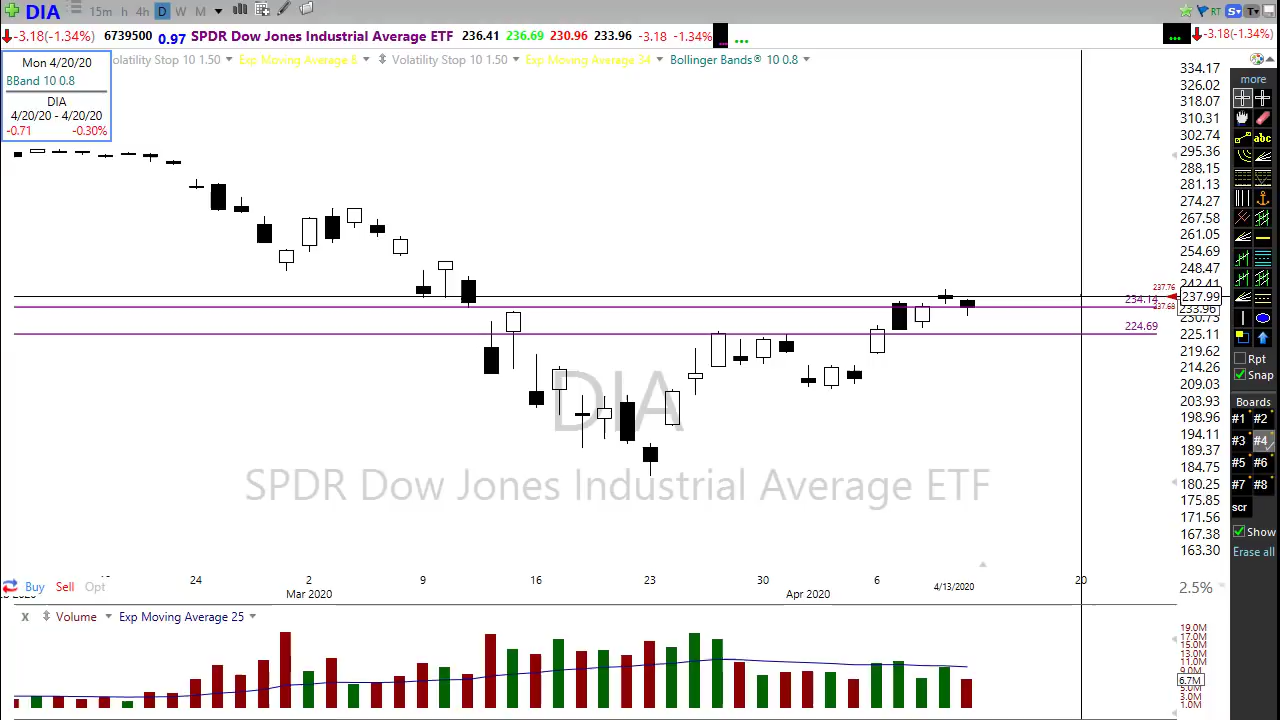 DIA 15m h 4h D W M RT S T
-3.18(-1.34%) 6739500 0.97 SPDR Dow Jones Industrial Average ETF 236.41 236.69 230.96 233.96 -3.18 -1.34% ... ... -3.18(-1.34%)
Mon 4/20/20
BBand 10 0.8
DIA
4/20/20 - 4/20/20
-0.71 -0.30%
Volatility Stop 10 1.50 Exp Moving Average 8 Volatility Stop 10 1.50 Exp Moving Average 34 Bollinger Bands® 10 0.8
334.17
326.02
318.07
310.31
302.74
295.36
288.15
281.13
274.27
267.58
261.05
254.69
248.47
237.76
234.14 237.99
237.68 233.96
230.75
224.69
225.11
219.62
214.26
209.03
203.93
198.96
194.11
189.37
184.75
180.25
175.85
171.56
167.38
163.30
more
abc
Rpt
Snap
Boards
#1 #2
#3 #4
#5 #6
#7 #8
scr
Show
Erase all
DIA
SPDR Dow Jones Industrial Average ETF
24 2 9 16 23 30 6 4/13/2020 20
Mar 2020 Apr 2020
Buy Sell Opt
2.5%
X Volume Exp Moving Average 25
19.0M
17.0M
15.0M
13.0M
11.0M
9.0M
6.7M
5.0M
3.0M
1.0M